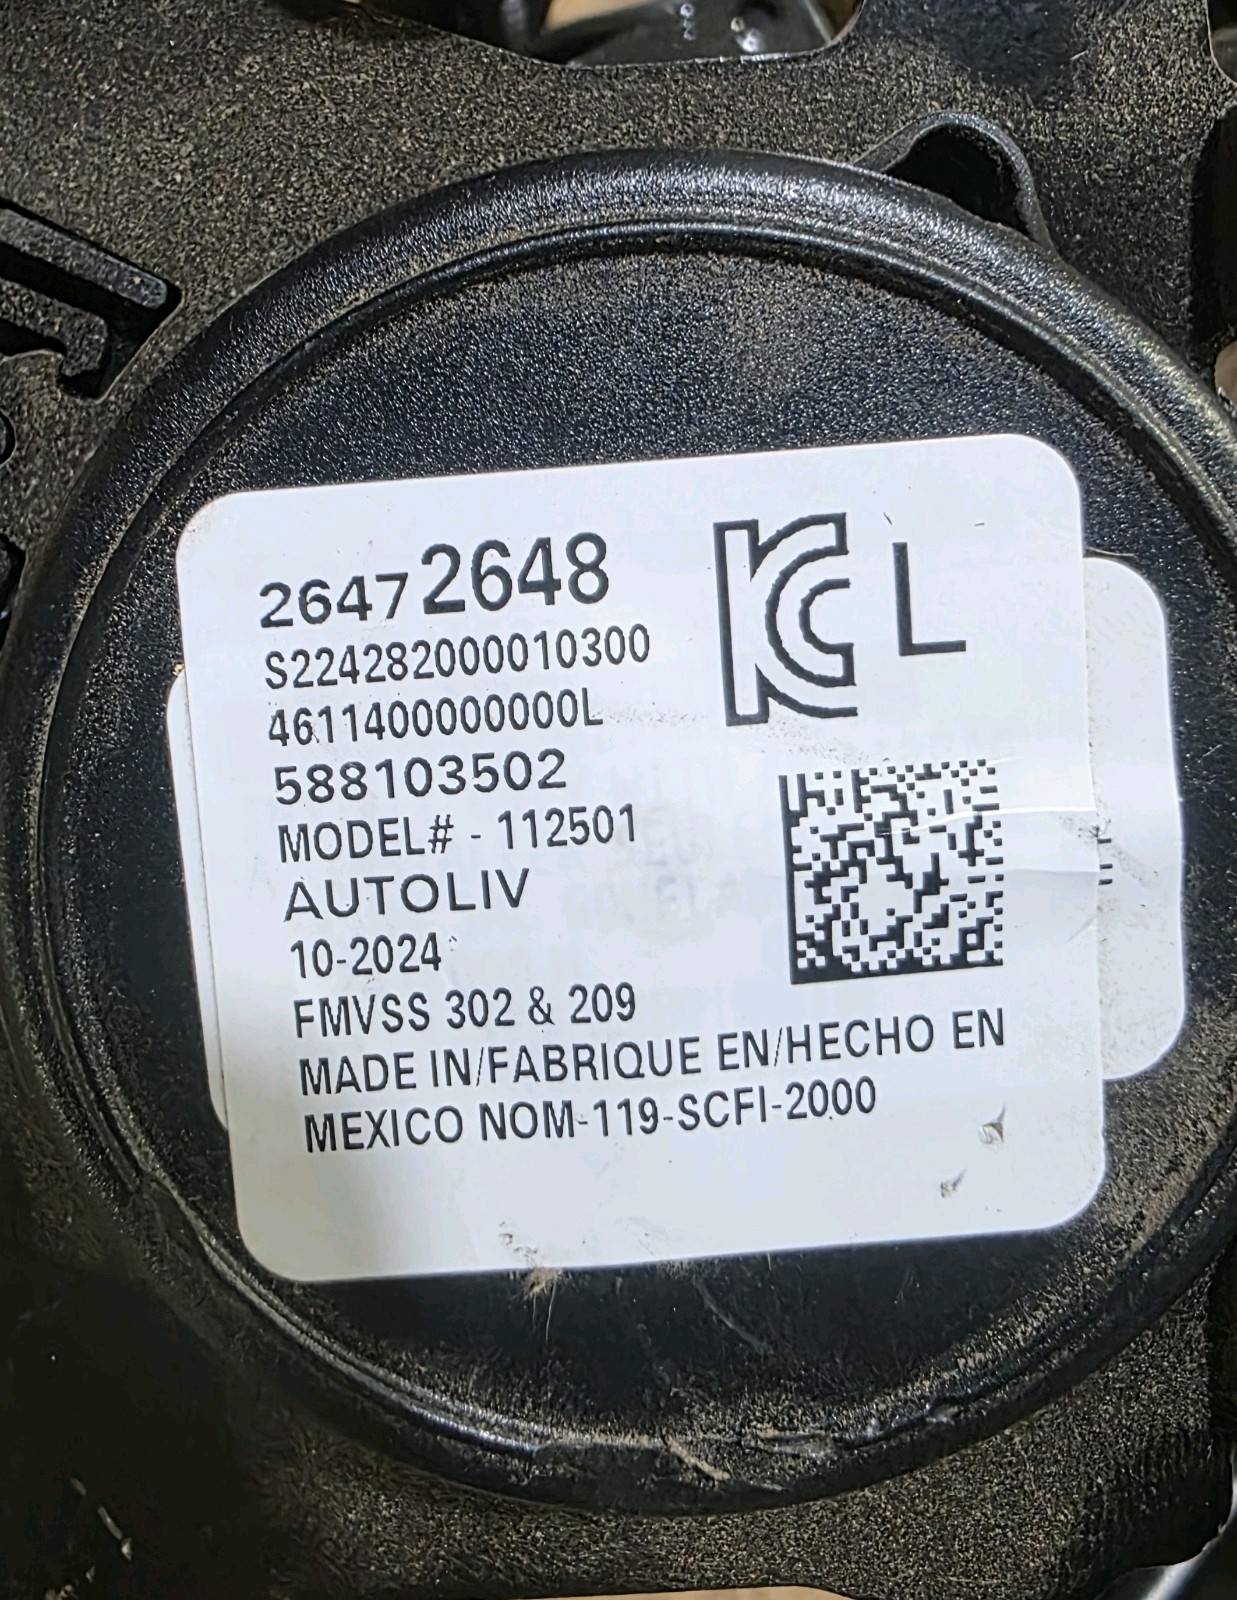 26472648
S224282000010300
4611400000000L
588103502
MODEL# - 112501
AUTOLIV
10-2024
FMVSS 302 & 209
MADE IN/FABRIQUE EN/HECHO EN
MEXICO NOM-119-SCFI-2000
KC L